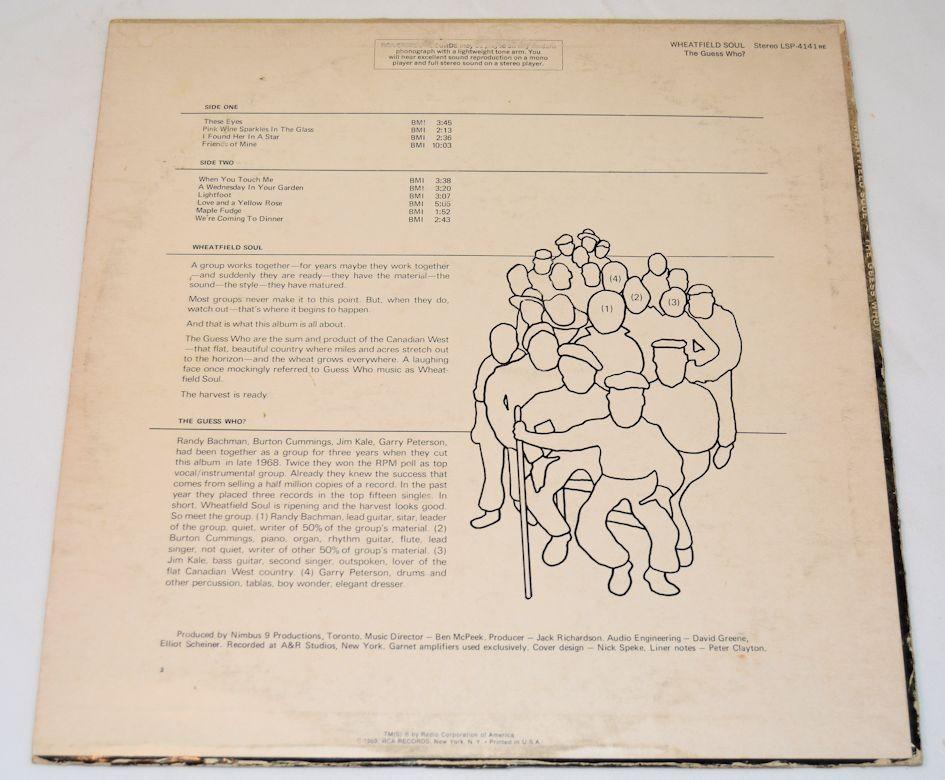 phonograph with a lightweight tone arm. You
will hear excellent sound reproduction on a mono
player and full stereo sound on a stereo player.
WHEATFIELD SOUL Stereo LSP-4141 RE
The Guess Who?
SIDE ONE
These Eyes BMI 3:45
Pink Wine Sparkles In The Glass BMI 2:13
I Found Her In A Star BMI 2:36
Friends of Mine BMI 10:03
SIDE TWO
When You Touch Me BMI 3:38
A Wednesday In Your Garden BMI 3:20
Lightfoot BMI 3:07
Love and a Yellow Rose BMI 5:05
Maple Fudge BMI 1:52
We're Coming To Dinner BMI 2:43
WHEATFIELD SOUL
A group works together—for years maybe they work together
—and suddenly they are ready—they have the material—the
sound—the style—they have matured.
Most groups never make it to this point. But, when they do,
watch out—that's where it begins to happen.
And that is what this album is all about.
The Guess Who are the sum and product of the Canadian West
—that flat, beautiful country where miles and acres stretch out
to the horizon—and the wheat grows everywhere. A laughing
face once mockingly referred to Guess Who music as Wheat-
field Soul.
The harvest is ready.
(4)
(2)
(3)
(1)
THE GUESS WHO?
Randy Bachman, Burton Cummings, Jim Kale, Garry Peterson,
had been together as a group for three years when they cut
this album in late 1968. Twice they won the RPM poll as top
vocal/instrumental group. Already they knew the success that
comes from selling a half million copies of a record. In the past
year they placed three records in the top fifteen singles. In
short, Wheatfield Soul is ripening and the harvest looks good.
So meet the group. (1) Randy Bachman, lead guitar, sitar, leader
of the group, quiet, writer of 50% of the group's material. (2)
Burton Cummings, piano, organ, rhythm guitar, flute, lead
singer, not quiet, writer of other 50% of group's material. (3)
Jim Kale, bass guitar, second singer, outspoken, lover of the
flat Canadian West country. (4) Garry Peterson, drums and
other percussion, tablas, boy wonder, elegant dresser.
Produced by Nimbus 9 Productions, Toronto. Music Director — Ben McPeek. Producer — Jack Richardson. Audio Engineering — David Greene,
Elliot Scheiner. Recorded at A&R Studios, New York. Garnet amplifiers used exclusively. Cover design — Nick Speke, Liner notes — Peter Clayton.
TM(S) ® by Radio Corporation of America
© 1969, RCA RECORDS, New York, N.Y. • Printed in U.S.A.